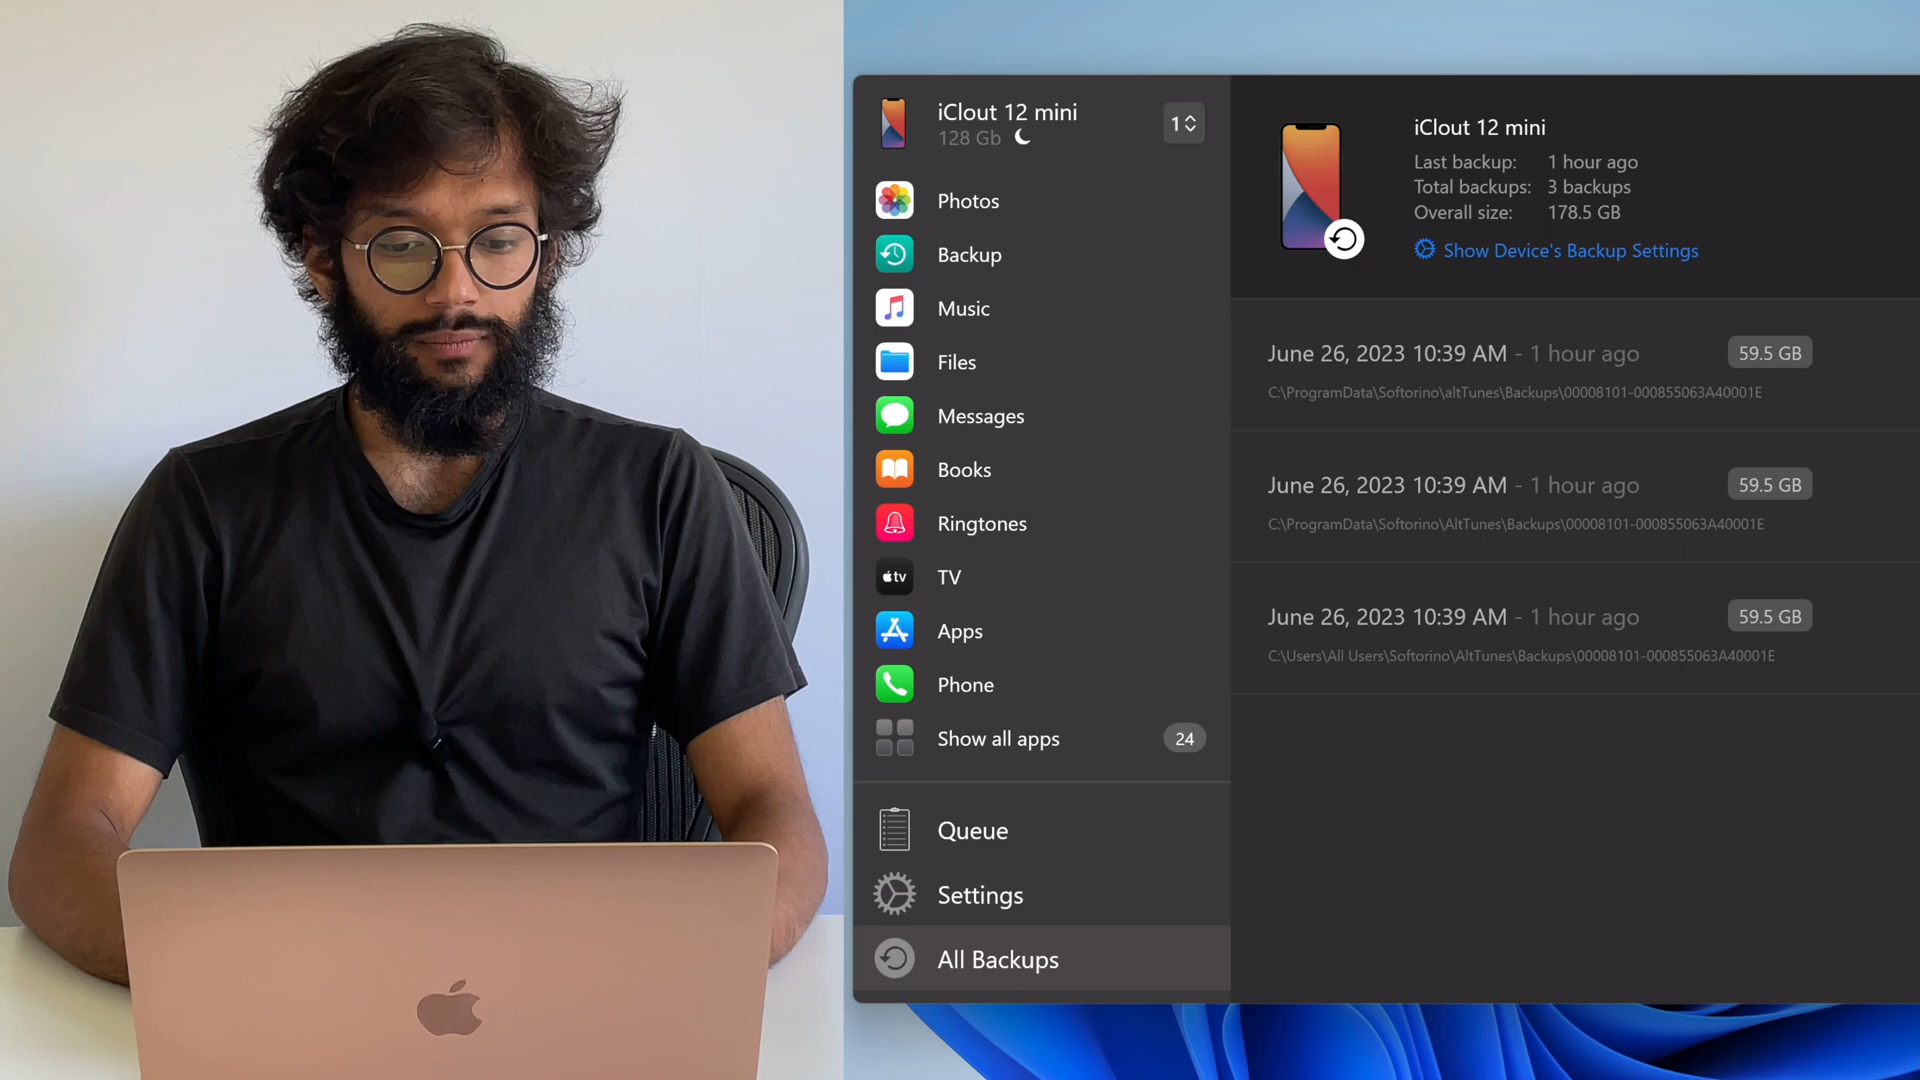 iClout 12 mini
128 Gb
1
Photos
Backup
Music
Files
Messages
Books
Ringtones
tv
TV
Apps
Phone
Show all apps
24
Queue
Settings
All Backups
iClout 12 mini
Last backup: 1 hour ago
Total backups: 3 backups
Overall size: 178.5 GB
Show Device's Backup Settings
June 26, 2023 10:39 AM - 1 hour ago
59.5 GB
C:\ProgramData\Softorino\altTunes\Backups\00008101-000855063A40001E
June 26, 2023 10:39 AM - 1 hour ago
59.5 GB
C:\ProgramData\Softorino\AltTunes\Backups\00008101-000855063A40001E
June 26, 2023 10:39 AM - 1 hour ago
59.5 GB
C:\Users\All Users\Softorino\AltTunes\Backups\00008101-000855063A40001E